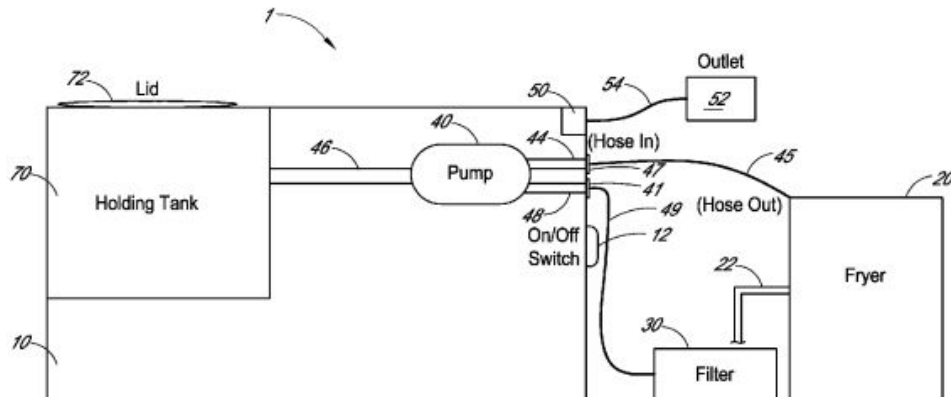 1
Outlet
72
Lid
50
54
52
40
44
(Hose In)
46
45
70
Pump
47
20
41
Holding Tank
48
49
(Hose Out)
On/Off
Switch
12
22
Fryer
30
10
Filter